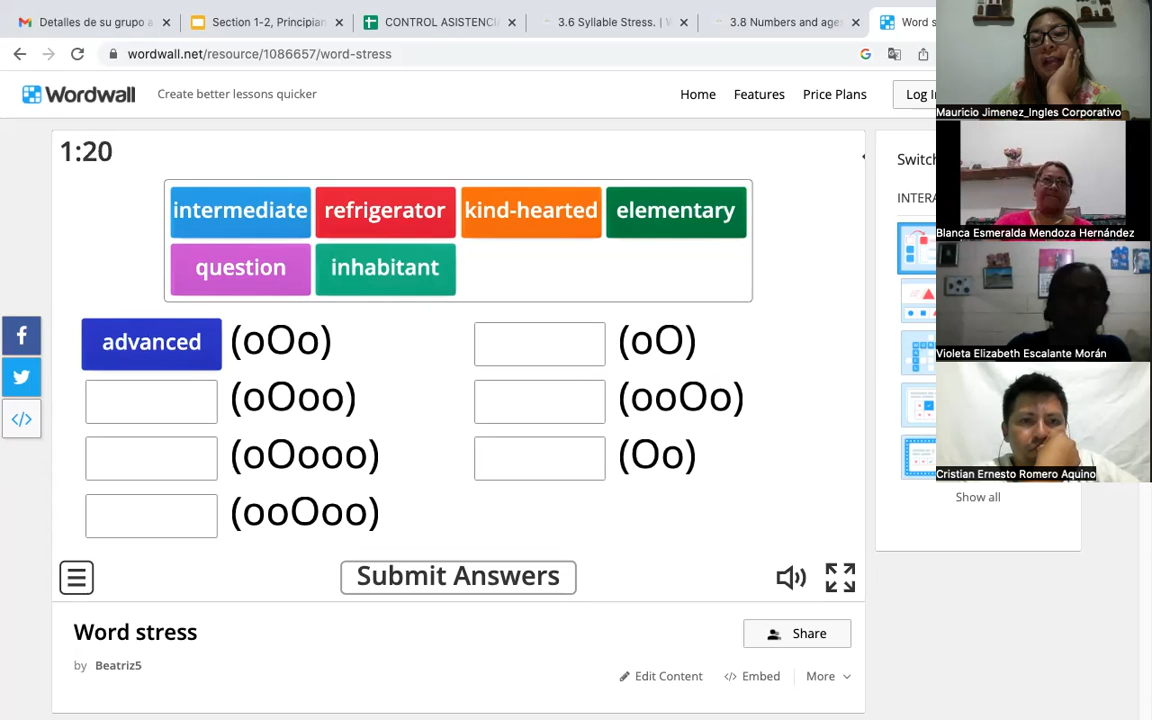 Detalles de su grupo a
Section 1-2, Principian
CONTROL ASISTENCI
3.6 Syllable Stress. | W
3.8 Numbers and ages
Word s
wordwall.net/resource/1086657/word-stress
Wordwall
Create better lessons quicker
Home
Features
Price Plans
Log I
1:20
intermediate
refrigerator
kind-hearted
elementary
question
inhabitant
advanced
(oOo)
(oO)
(oOoo)
(ooOo)
(oOooo)
(Oo)
(ooOoo)
Submit Answers
Word stress
by Beatriz5
Share
Edit Content
Embed
More
Switch
INTERA
Show all
Mauricio Jimenez_Ingles Corporativo
Blanca Esmeralda Mendoza Hernández
Violeta Elizabeth Escalante Morán
Cristian Ernesto Romero Aquino